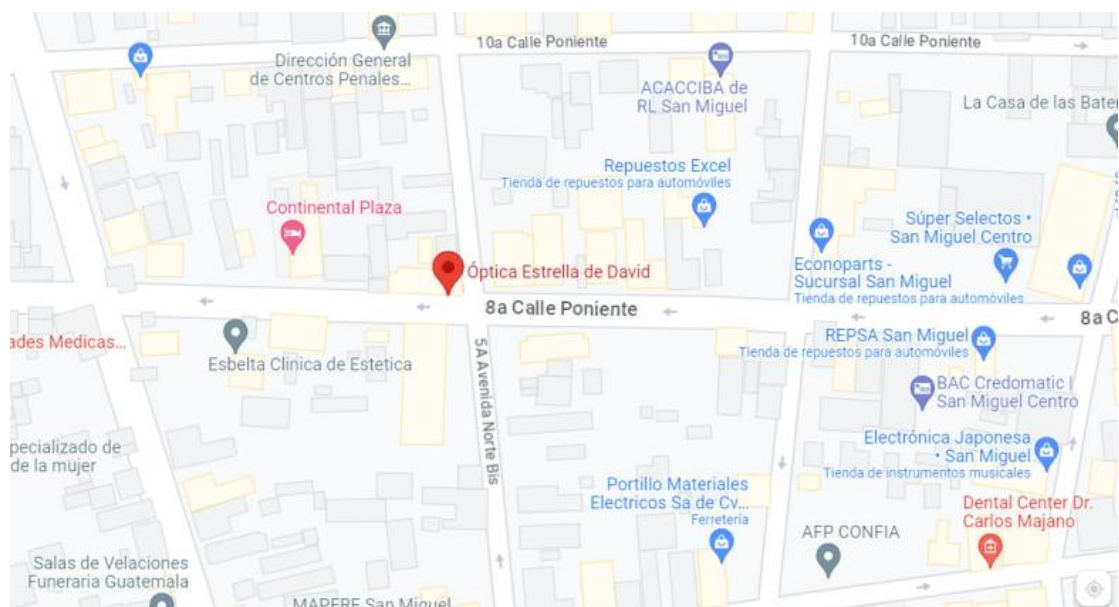 10a Calle Poniente
10a Calle Poniente
Dirección General
de Centros Penales...
ACACCIBA de
RL San Miguel
La Casa de las Bater
Repuestos Excel
Tienda de repuestos para automóviles
Continental Plaza
Súper Selectos •
San Miguel Centro
Óptica Estrella de David
Econoparts -
Sucursal San Miguel
Tienda de repuestos para automóviles
8a Calle Poniente
8a C
ades Medicas...
Esbelta Clinica de Estetica
REPSA San Miguel
Tienda de repuestos para automóviles
5A Avenida Norte Bis
BAC Credomatic |
San Miguel Centro
pecializado de
de la mujer
Electrónica Japonesa
• San Miguel
Tienda de instrumentos musicales
Portillo Materiales
Electricos Sa de Cv...
Ferretería
Dental Center Dr.
Carlos Majano
AFP CONFIA
Salas de Velaciones
Funeraria Guatemala
MAPFRE San Miguel